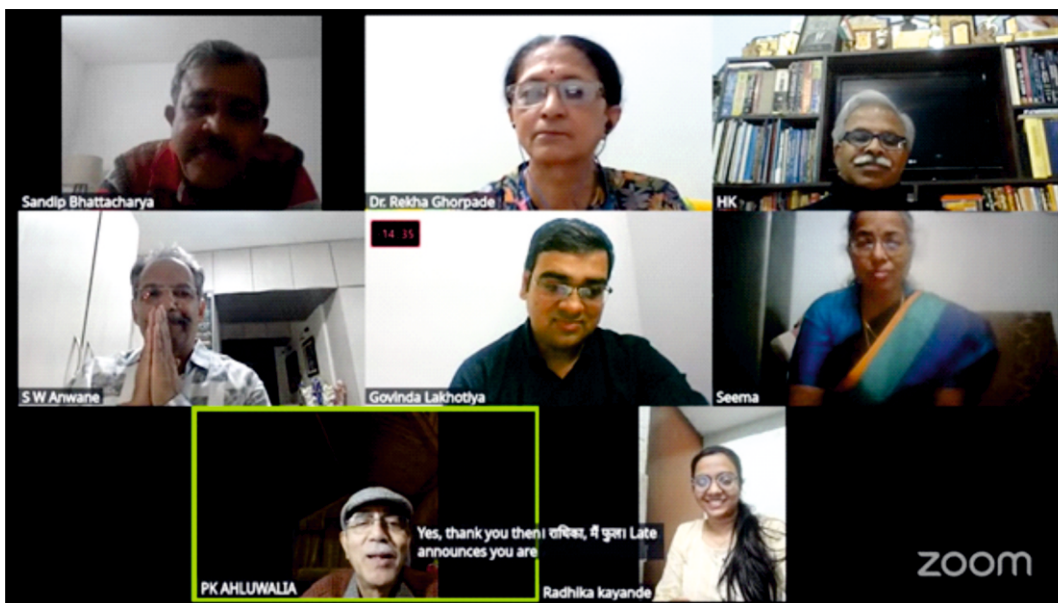 Sandip Bhattacharya
Dr. Rekha Ghorpade
HK
14 35
S W Anwane
Govinda Lakhotiya
Seema
Yes, thank you then। राधिका, मैं फुल। Late
announces you are
PK AHLUWALIA
Radhika kayande
zoom